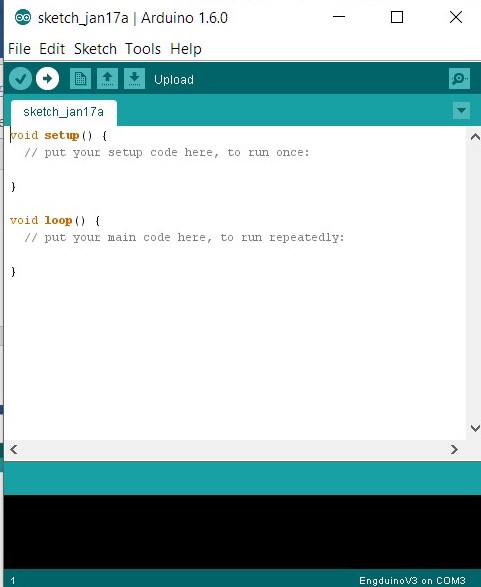 sketch_jan17a | Arduino 1.6.0
File Edit Sketch Tools Help
Upload
sketch_jan17a
void setup() {
  // put your setup code here, to run once:
}
void loop() {
  // put your main code here, to run repeatedly:
}
1 EngduinoV3 on COM3